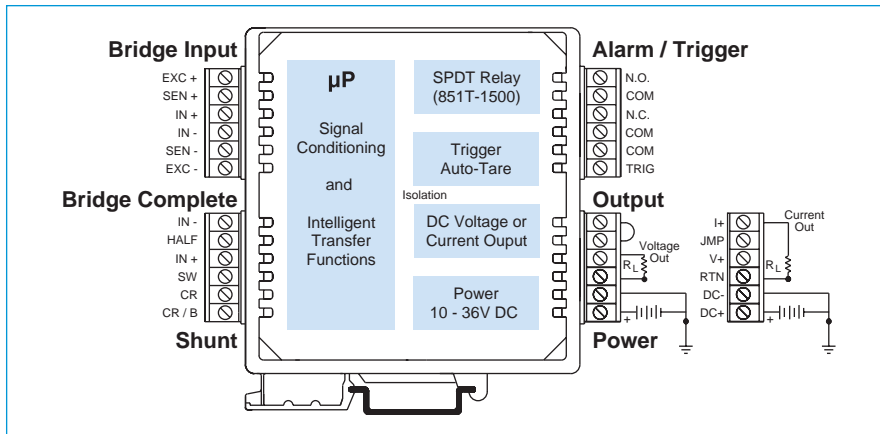 Bridge Input
EXC +
SEN +
IN +
IN -
SEN -
EXC -
Bridge Complete
IN -
HALF
IN +
SW
CR
CR / B
Shunt
µP
Signal
Conditioning
and
Intelligent
Transfer
Functions
SPDT Relay
(851T-1500)
Trigger
Auto-Tare
Isolation
DC Voltage or
Current Ouput
Power
10 - 36V DC
Alarm / Trigger
N.O.
COM
N.C.
COM
COM
TRIG
Output
Voltage
Out
RL
+
Power
I+
JMP
V+
RTN
DC-
DC+
Current
Out
RL
+